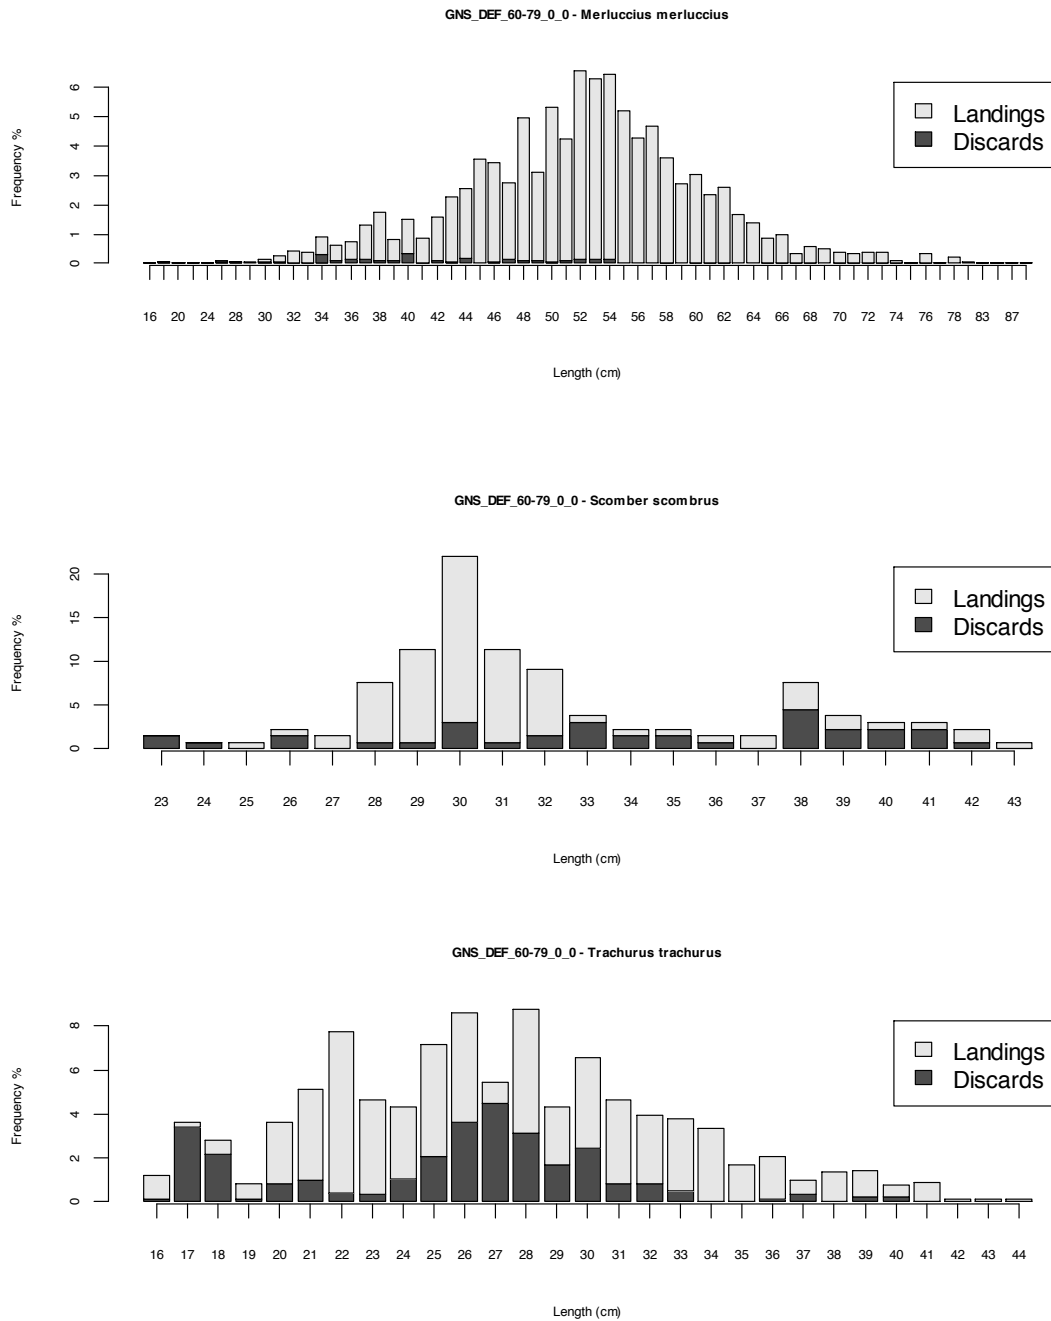 GNS_DEF_60-79_0_0 - Merluccius merluccius
Frequency %
0 1 2 3 4 5 6
Landings
Discards
16 20 24 28 30 32 34 36 38 40 42 44 46 48 50 52 54 56 58 60 62 64 66 68 70 72 74 76 78 83 87
Length (cm)
GNS_DEF_60-79_0_0 - Scomber scombrus
Frequency %
0 5 10 15 20
Landings
Discards
23 24 25 26 27 28 29 30 31 32 33 34 35 36 37 38 39 40 41 42 43
Length (cm)
GNS_DEF_60-79_0_0 - Trachurus trachurus
Frequency %
0 2 4 6 8
Landings
Discards
16 17 18 19 20 21 22 23 24 25 26 27 28 29 30 31 32 33 34 35 36 37 38 39 40 41 42 43 44
Length (cm)